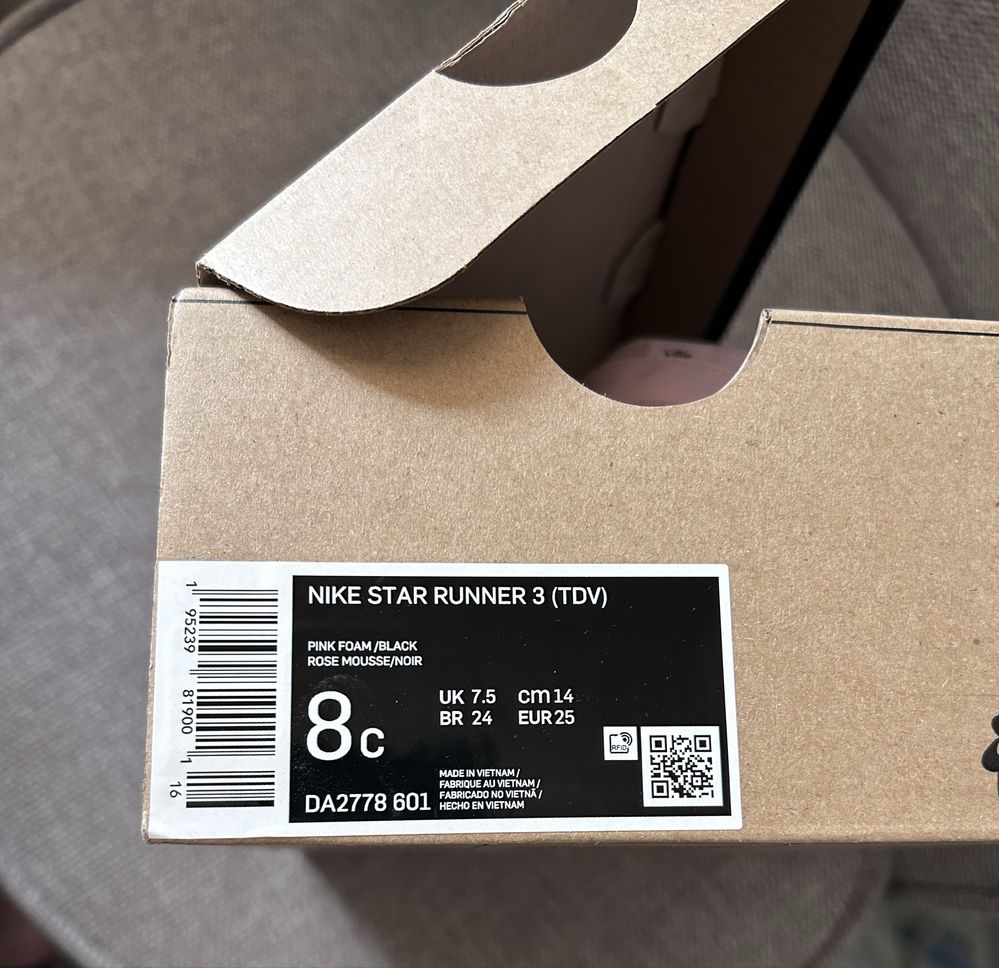 NIKE STAR RUNNER 3 (TDV)
PINK FOAM /BLACK
ROSE MOUSSE/NOIR
8C
UK 7.5 cm 14
BR 24 EUR 25
RFID
MADE IN VIETNAM /
FABRIQUE AU VIETNAM /
FABRICADO NO VIETNÃ /
HECHO EN VIETNAM
DA2778 601
1 95239 81900 1 16